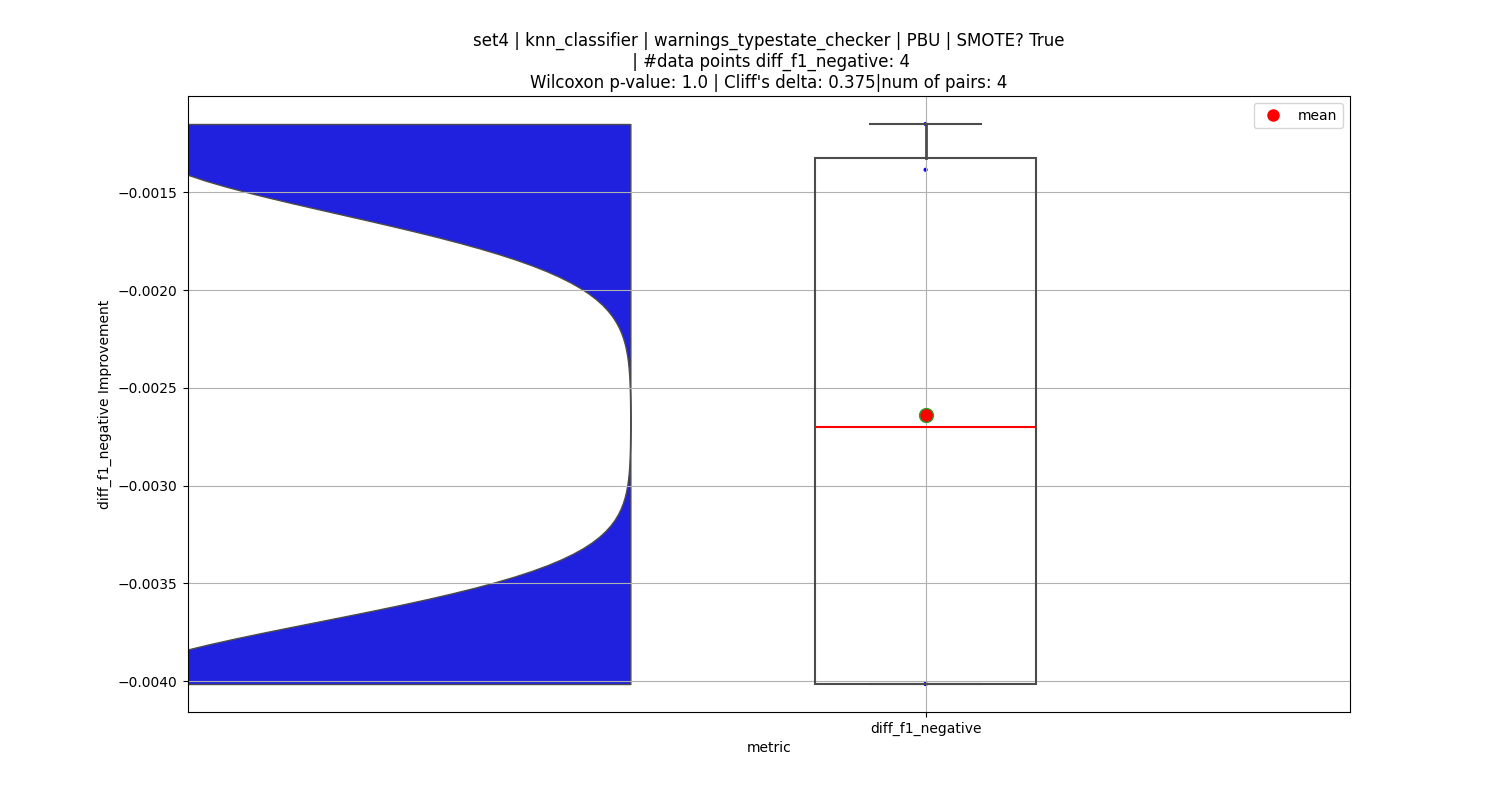 set4 | knn_classifier | warnings_typestate_checker | PBU | SMOTE? True
| #data points diff_f1_negative: 4
Wilcoxon p-value: 1.0 | Cliff's delta: 0.375|num of pairs: 4
mean
−0.0015
−0.0020
−0.0025
−0.0030
−0.0035
−0.0040
diff_f1_negative Improvement
diff_f1_negative
metric